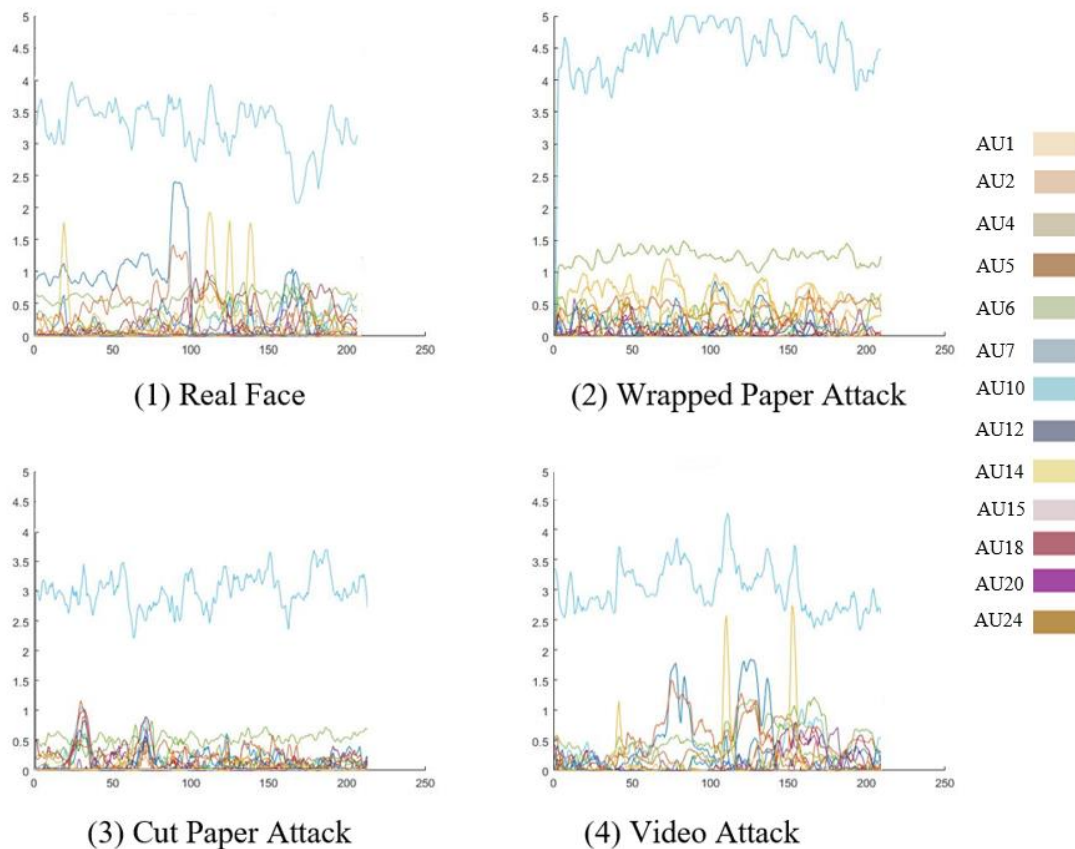 5
4.5
4
3.5
3
2.5
2
1.5
1
0.5
0
0 50 100 150 200 250
(1) Real Face
5
4.5
4
3.5
3
2.5
2
1.5
1
0.5
0
0 50 100 150 200 250
(2) Wrapped Paper Attack
5
4.5
4
3.5
3
2.5
2
1.5
1
0.5
0
0 50 100 150 200 250
(3) Cut Paper Attack
5
4.5
4
3.5
3
2.5
2
1.5
1
0.5
0
0 50 100 150 200 250
(4) Video Attack
AU1
AU2
AU4
AU5
AU6
AU7
AU10
AU12
AU14
AU15
AU18
AU20
AU24